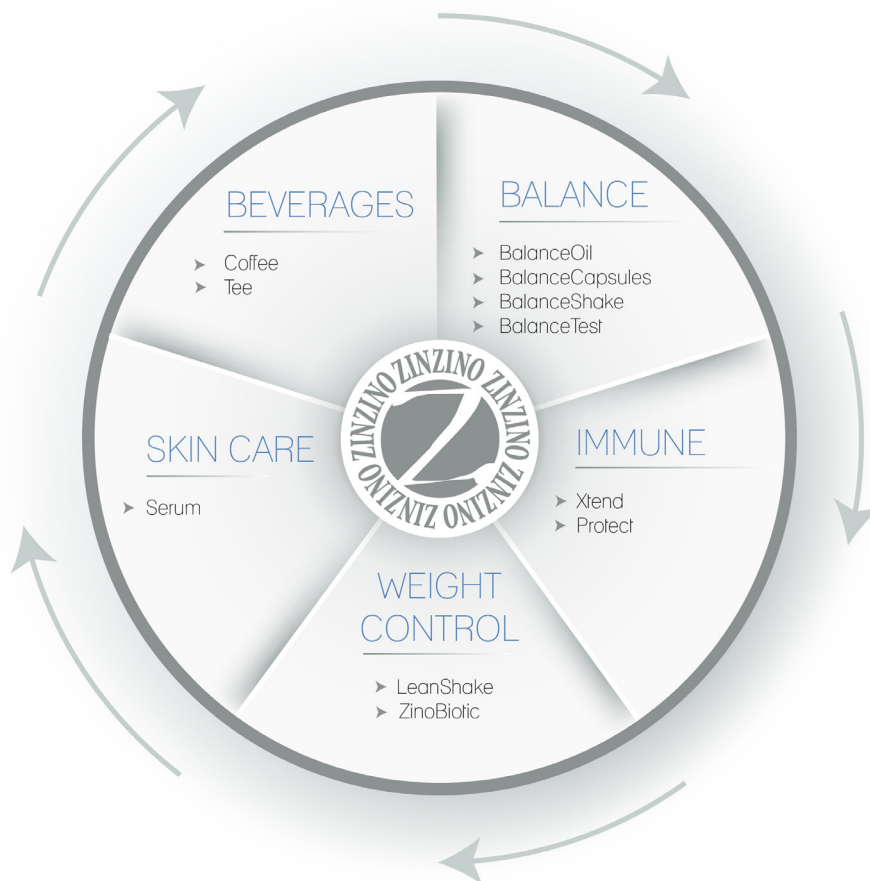 BALANCE
BalanceOil
BalanceCapsules
BalanceShake
BalanceTest
IMMUNE
Xtend
Protect
WEIGHT
CONTROL
LeanShake
ZinoBiotic
SKIN CARE
Serum
BEVERAGES
Coffee
Tee
ZINZINO ZINZINO ZINZINO ZINZINO ZINZINO
Z